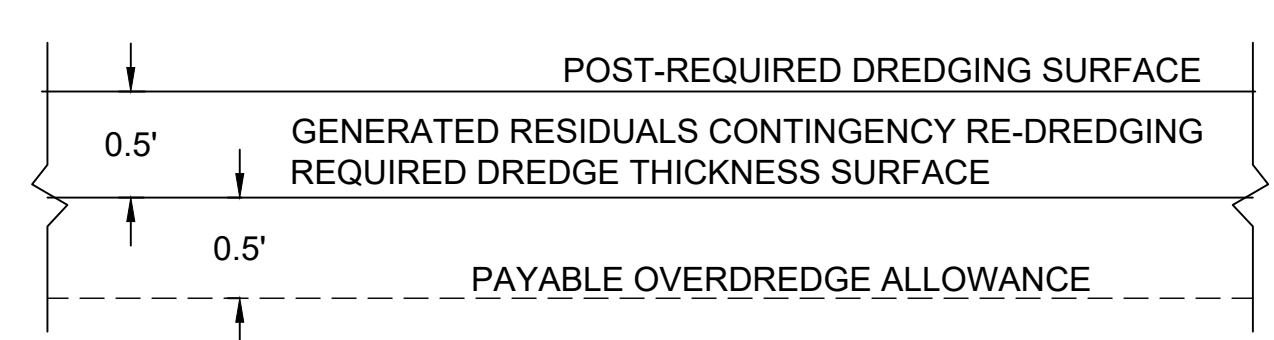 POST-REQUIRED DREDGING SURFACE
0.5'
GENERATED RESIDUALS CONTINGENCY RE-DREDGING
REQUIRED DREDGE THICKNESS SURFACE
0.5'
PAYABLE OVERDREDGE ALLOWANCE